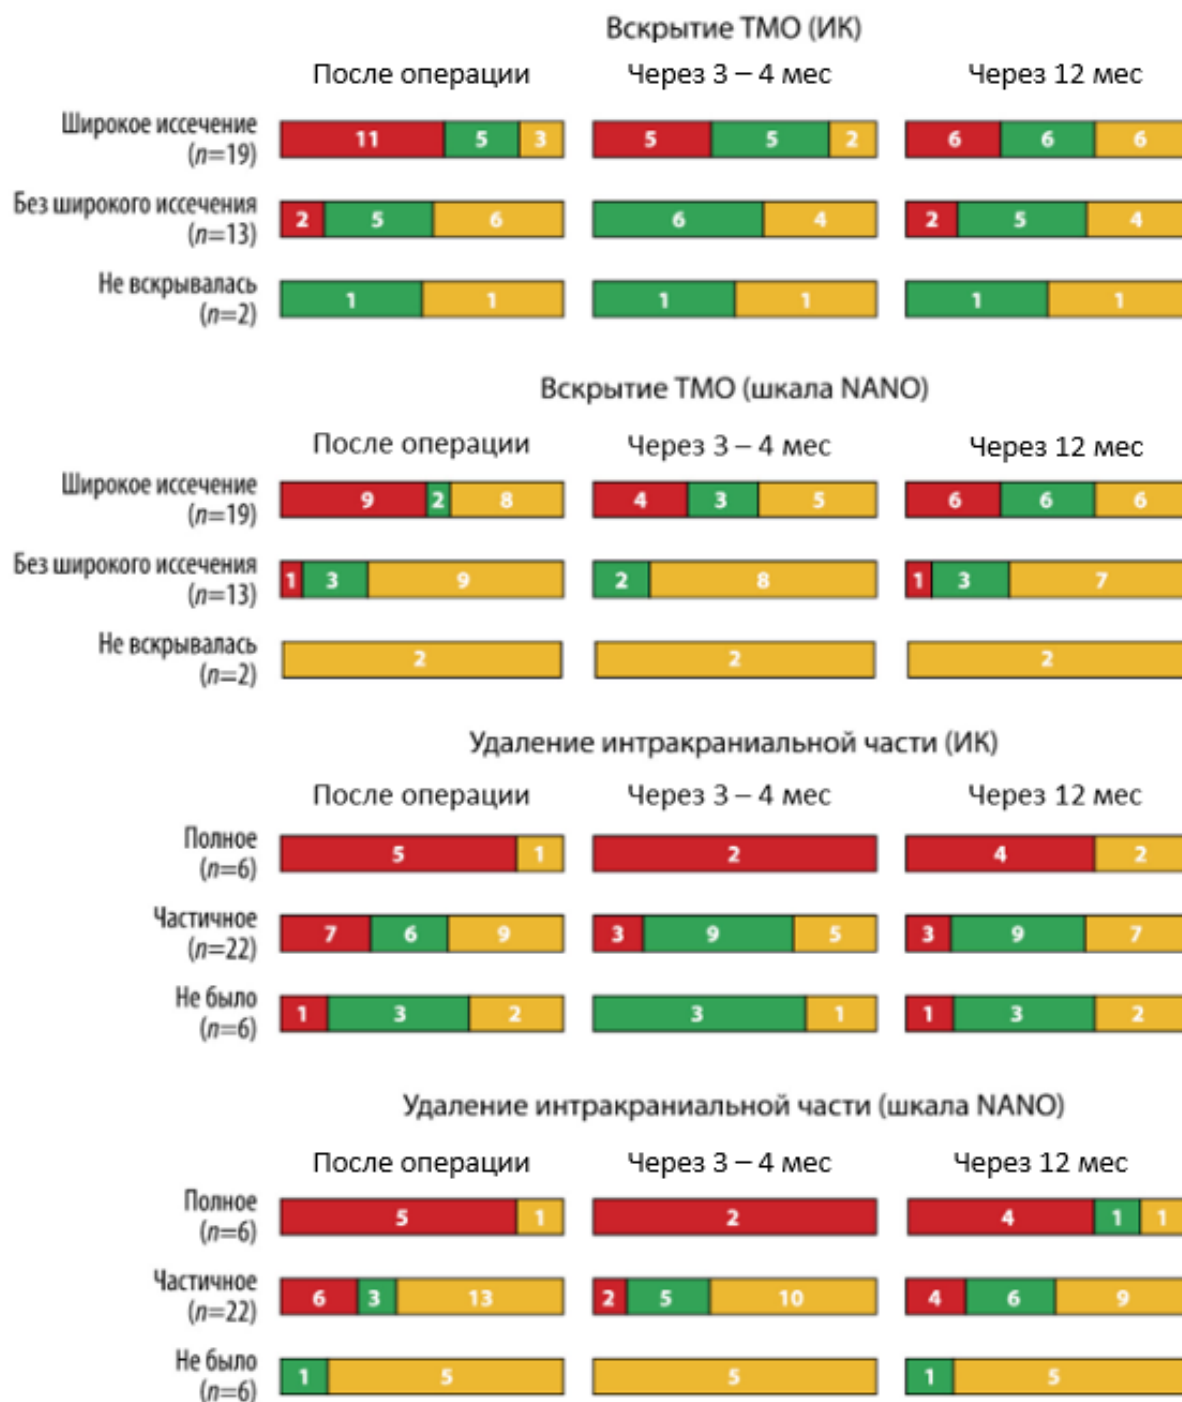 Вскрытие ТМО (ИК)
После операции Через 3 – 4 мес Через 12 мес
Широкое иссечение
(n=19)
11 5 3 5 5 2 6 6 6
Без широкого иссечения
(n=13)
2 5 6 6 4 2 5 4
Не вскрывалась
(n=2)
1 1 1 1 1 1
Вскрытие ТМО (шкала NANO)
После операции Через 3 – 4 мес Через 12 мес
Широкое иссечение
(n=19)
9 2 8 4 3 5 6 6 6
Без широкого иссечения
(n=13)
1 3 9 2 8 1 3 7
Не вскрывалась
(n=2)
2 2 2
Удаление интракраниальной части (ИК)
После операции Через 3 – 4 мес Через 12 мес
Полное
(n=6)
5 1 2 4 2
Частичное
(n=22)
7 6 9 3 9 5 3 9 7
Не было
(n=6)
1 3 2 3 1 1 3 2
Удаление интракраниальной части (шкала NANO)
После операции Через 3 – 4 мес Через 12 мес
Полное
(n=6)
5 1 2 4 1 1
Частичное
(n=22)
6 3 13 2 5 10 4 6 9
Не было
(n=6)
1 5 5 1 5